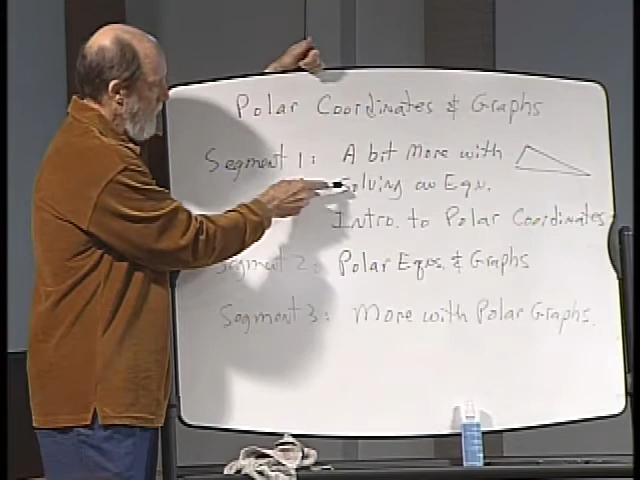 Polar Coordinates & Graphs
Segment 1: A bit More with
Solving an Eqn.
Intro. to Polar Coordinates
Segment 2: Polar Eqns. & Graphs
Segment 3: More with Polar Graphs.